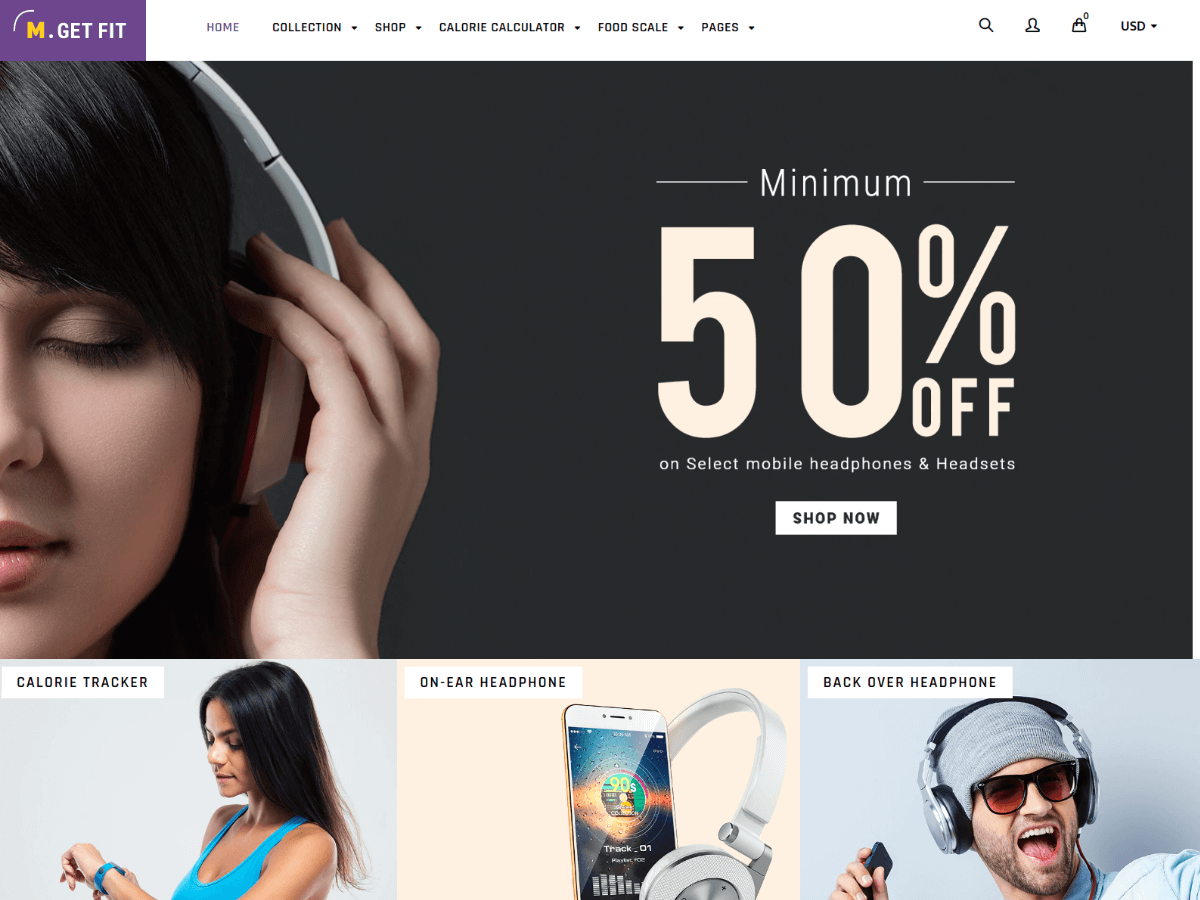 M. GET FIT
HOME
COLLECTION
SHOP
CALORIE CALCULATOR
FOOD SCALE
PAGES
0
USD
Minimum
50%
OFF
on Select mobile headphones & Headsets
SHOP NOW
CALORIE TRACKER
ON-EAR HEADPHONE
BACK OVER HEADPHONE
90s
Track_01